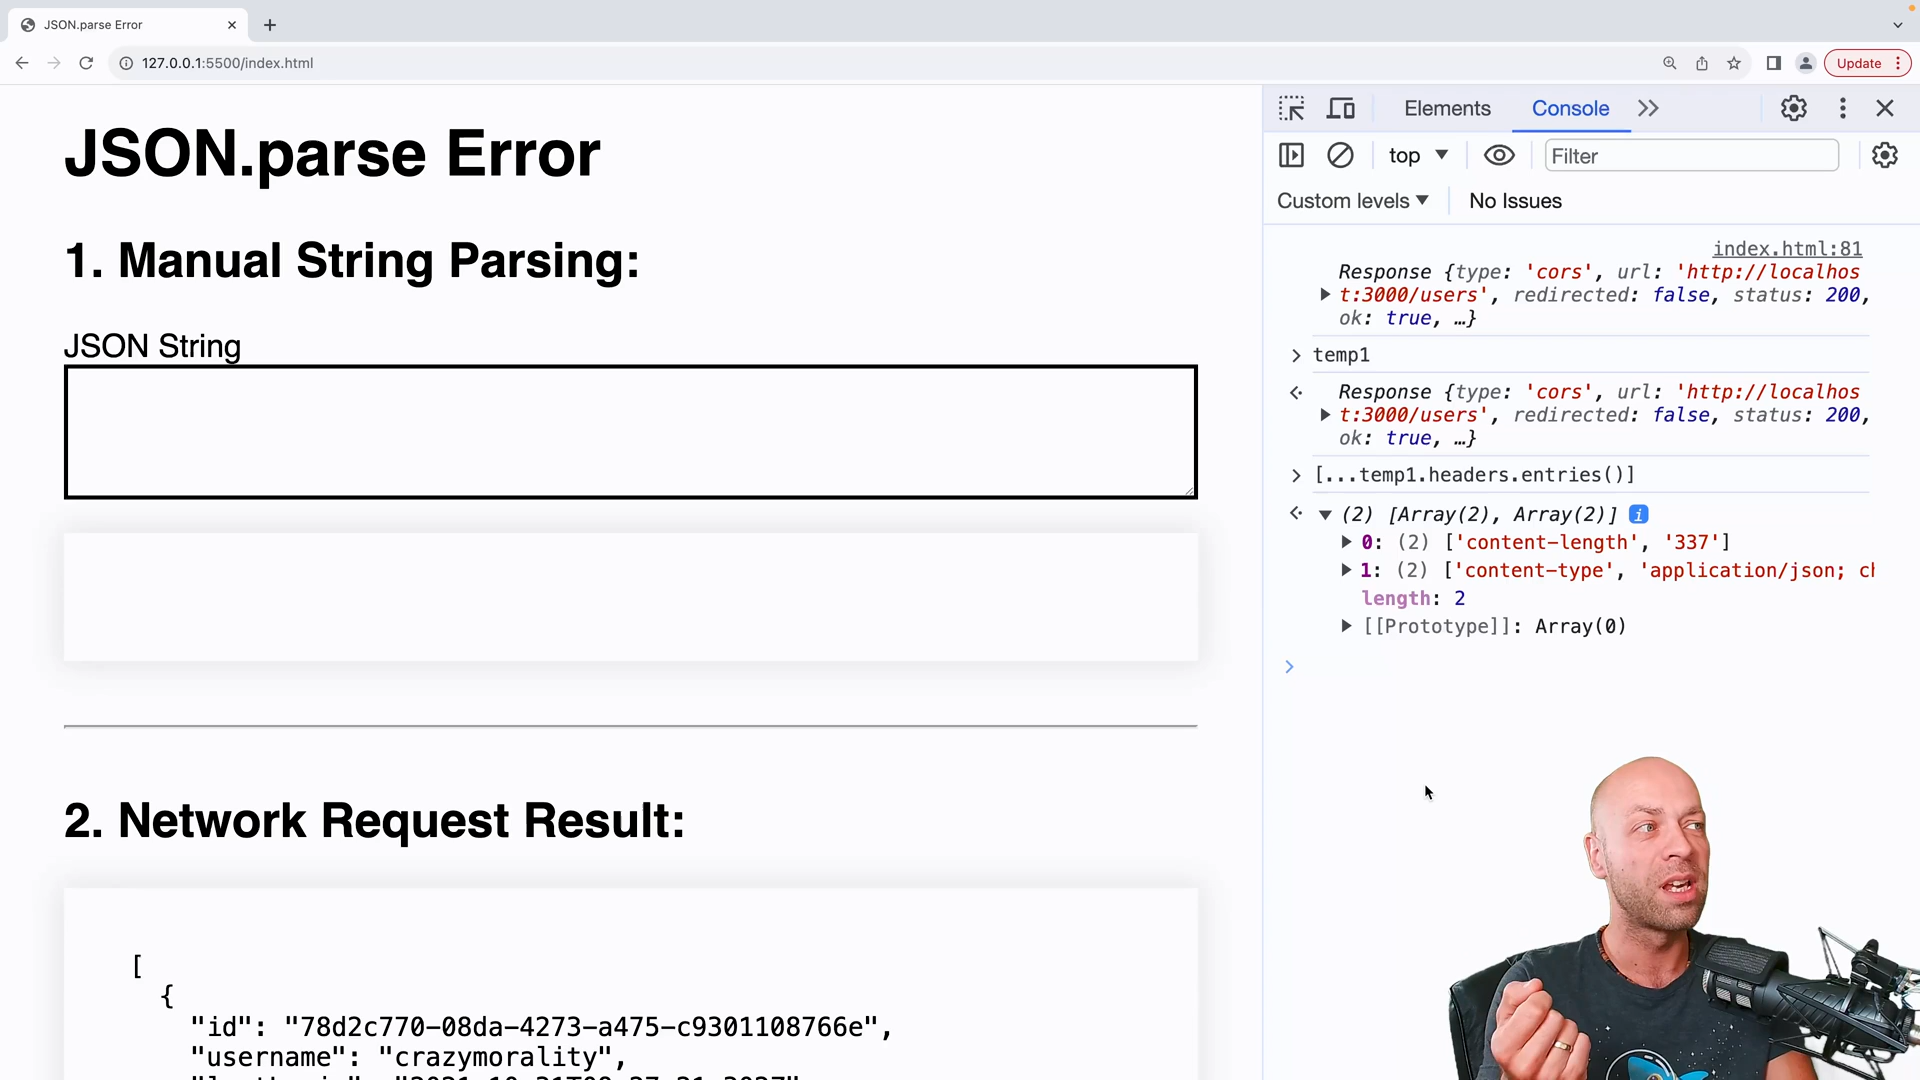 JSON.parse Error
127.0.0.1:5500/index.html
Update
JSON.parse Error
1. Manual String Parsing:
JSON String
2. Network Request Result:
[
{
"id": "78d2c770-08da-4273-a475-c9301108766e",
"username": "crazymorality",
Elements
Console
top
Filter
Custom levels
No Issues
index.html:81
Response {type: 'cors', url: 'http://localhos
t:3000/users', redirected: false, status: 200,
ok: true, …}
temp1
Response {type: 'cors', url: 'http://localhos
t:3000/users', redirected: false, status: 200,
ok: true, …}
[...temp1.headers.entries()]
(2) [Array(2), Array(2)] i
0: (2) ['content-length', '337']
1: (2) ['content-type', 'application/json; ch
length: 2
[[Prototype]]: Array(0)